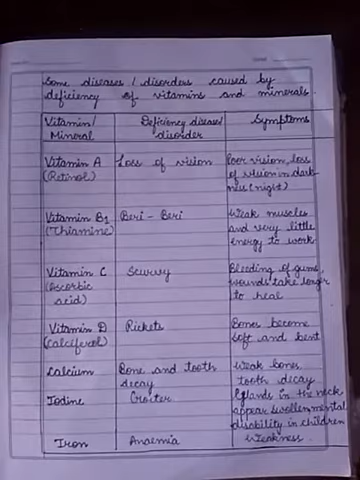 Some diseases / disorders caused by
deficiency of vitamins and minerals.
Vitamin/ Deficiency disease/ Symptoms
Mineral disorder
Vitamin A Loss of vision Poor vision, loss
(Retinol) of vision in dark-
ness (night)
Vitamin B1 Beri - Beri Weak muscles
(Thiamine) and very little
energy to work
Vitamin C Scurvy Bleeding of gums,
(Ascorbic wounds take longer
acid) to heal
Vitamin D Rickets Bones become
(Calciferol) soft and bent
Calcium Bone and tooth Weak bones,
decay tooth decay
Iodine Groiter Glands in the neck
appear swollen, mental
disability in children
Iron Anaemia Weakness